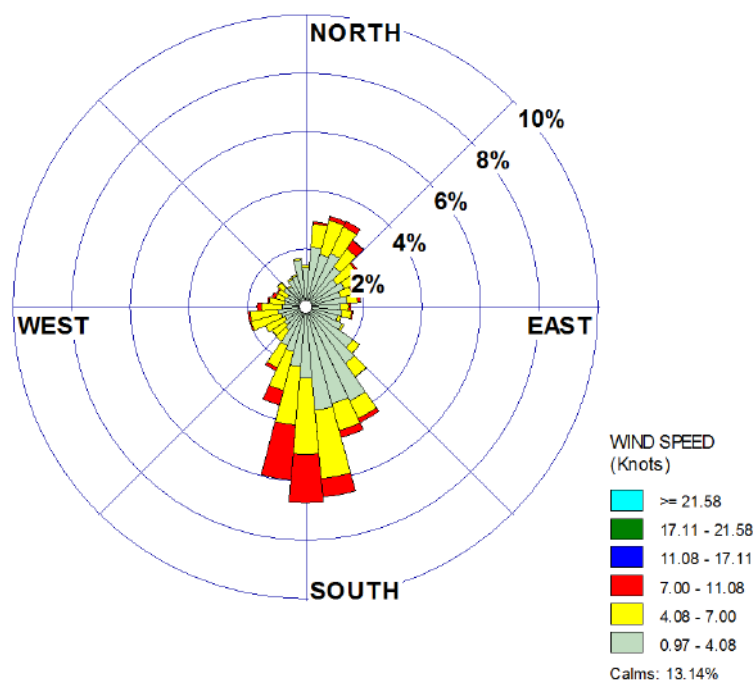 NORTH
10%
8%
6%
4%
2%
WEST
EAST
SOUTH
WIND SPEED
(Knots)
>= 21.58
17.11 - 21.58
11.08 - 17.11
7.00 - 11.08
4.08 - 7.00
0.97 - 4.08
Calms: 13.14%